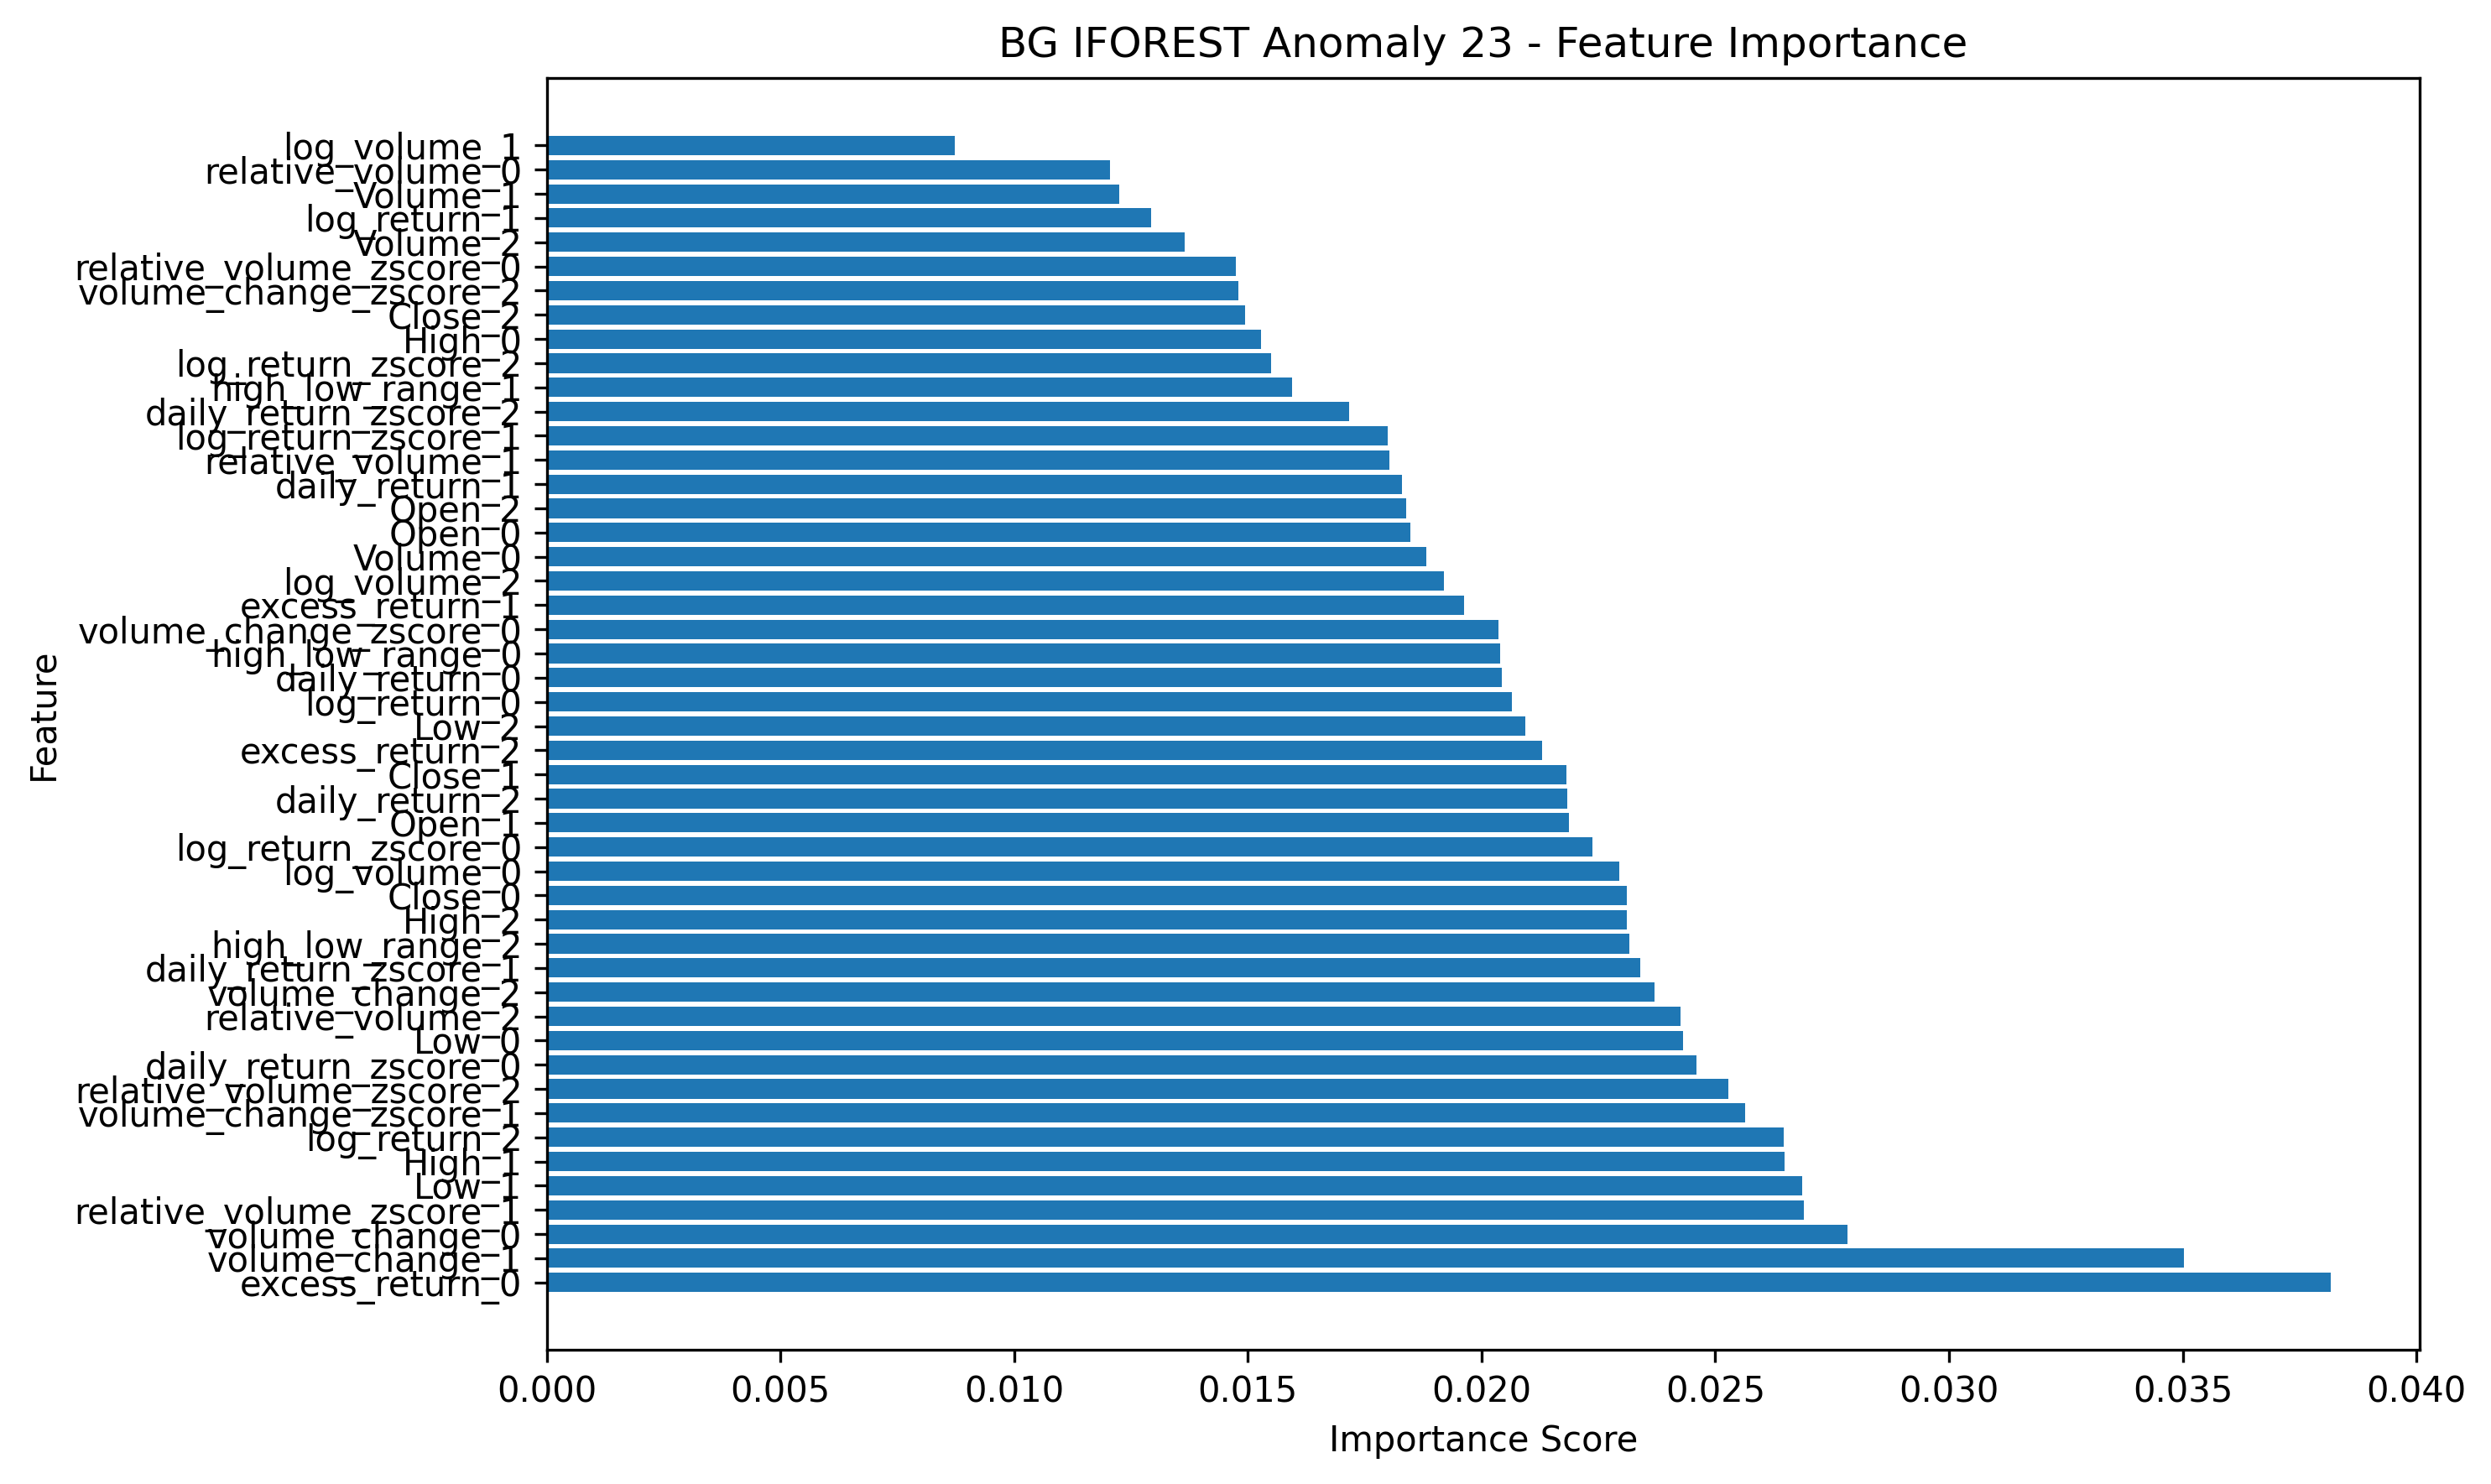 BG IFOREST Anomaly 23 - Feature Importance
log_volume_1
relative_volume_0
Volume_1
log_return_1
Volume_2
relative_volume_zscore_0
volume_change_zscore_2
Close_2
High_0
log_return_zscore_2
high_low_range_1
daily_return_zscore_2
log_return_zscore_1
relative_volume_1
daily_return_1
Open_2
Open_0
Volume_0
log_volume_2
excess_return_1
volume_change_zscore_0
high_low_range_0
daily_return_0
log_return_0
Low_2
excess_return_2
Close_1
daily_return_2
Open_1
log_return_zscore_0
log_volume_0
Close_0
High_2
high_low_range_2
daily_return_zscore_1
volume_change_2
relative_volume_2
Low_0
daily_return_zscore_0
relative_volume_zscore_2
volume_change_zscore_1
log_return_2
High_1
Low_1
relative_volume_zscore_1
volume_change_0
volume_change_1
excess_return_0
Feature
0.000 0.005 0.010 0.015 0.020 0.025 0.030 0.035 0.040
Importance Score